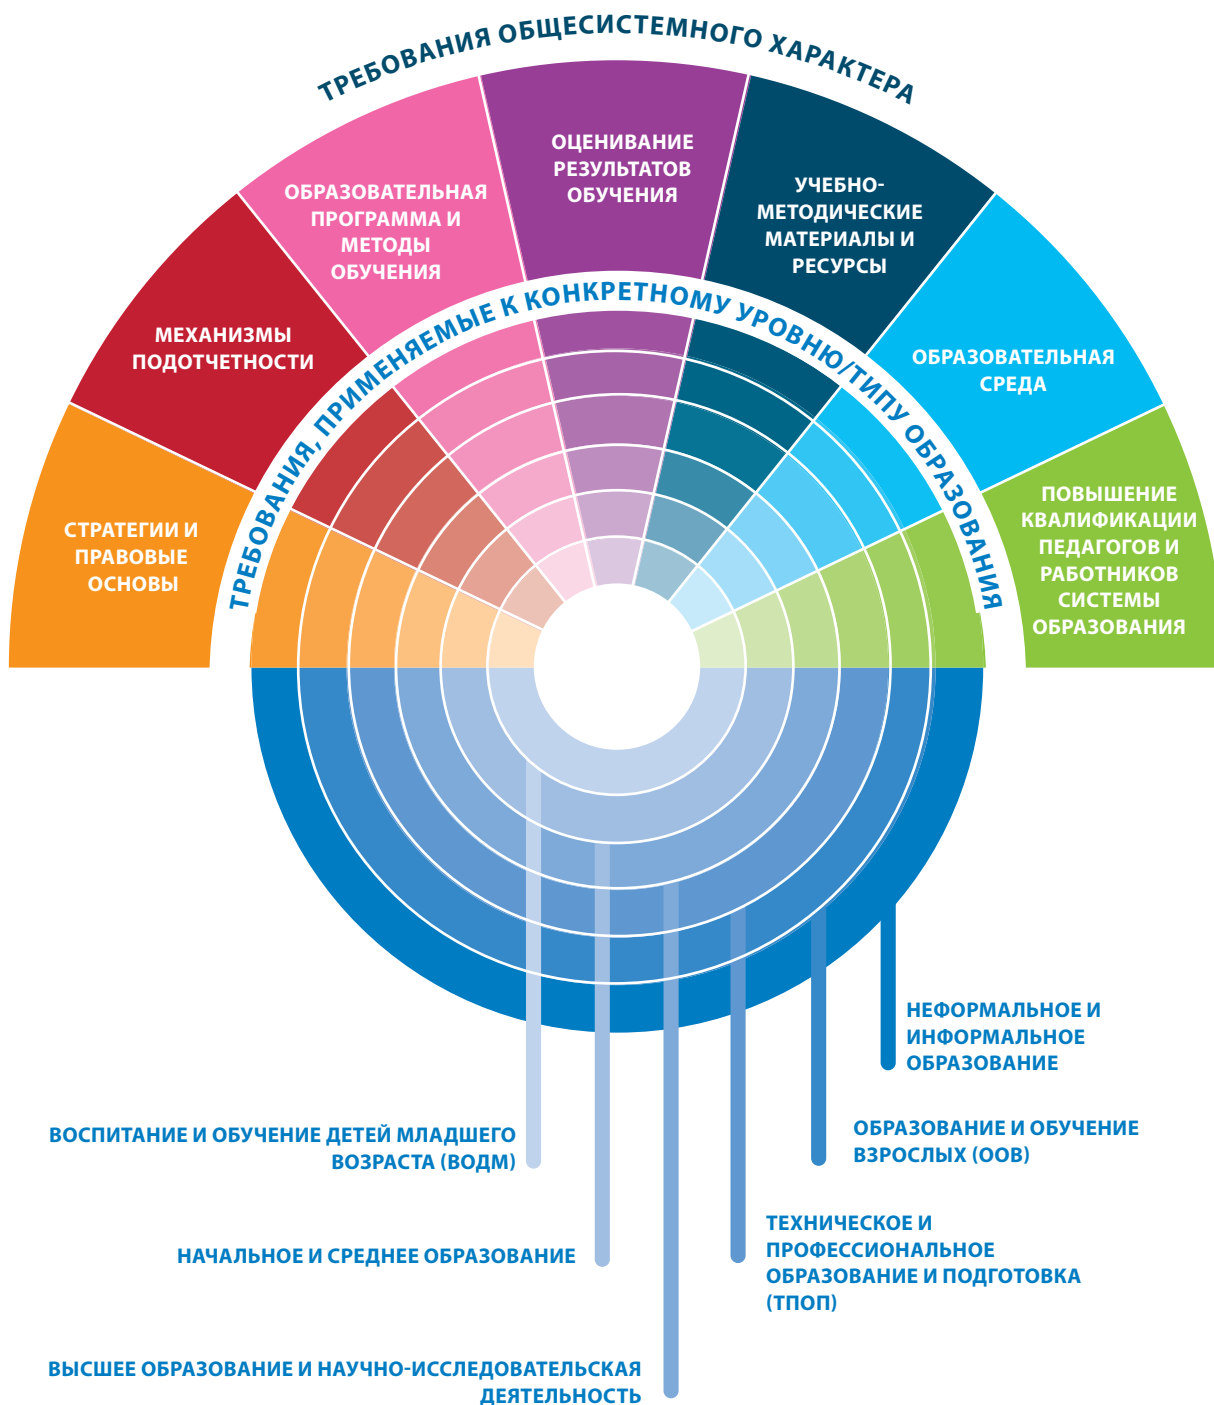 ТРЕБОВАНИЯ ОБЩЕСИСТЕМНОГО ХАРАКТЕРА
ОЦЕНИВАНИЕ
РЕЗУЛЬТАТОВ
ОБУЧЕНИЯ
ОБРАЗОВАТЕЛЬНАЯ
ПРОГРАММА И
МЕТОДЫ
ОБУЧЕНИЯ
УЧЕБНО-
МЕТОДИЧЕСКИЕ
МАТЕРИАЛЫ И
РЕСУРСЫ
МЕХАНИЗМЫ
ПОДОТЧЕТНОСТИ
ОБРАЗОВАТЕЛЬНАЯ
СРЕДА
СТРАТЕГИИ И
ПРАВОВЫЕ
ОСНОВЫ
ПОВЫШЕНИЕ
КВАЛИФИКАЦИИ
ПЕДАГОГОВ И
РАБОТНИКОВ
СИСТЕМЫ
ОБРАЗОВАНИЯ
ТРЕБОВАНИЯ, ПРИМЕНЯЕМЫЕ К КОНКРЕТНОМУ УРОВНЮ/ТИПУ ОБРАЗОВАНИЯ
НЕФОРМАЛЬНОЕ И
ИНФОРМАЛЬНОЕ
ОБРАЗОВАНИЕ
ВОСПИТАНИЕ И ОБУЧЕНИЕ ДЕТЕЙ МЛАДШЕГО
ВОЗРАСТА (ВОДМ)
ОБРАЗОВАНИЕ И ОБУЧЕНИЕ
ВЗРОСЛЫХ (ООВ)
НАЧАЛЬНОЕ И СРЕДНЕЕ ОБРАЗОВАНИЕ
ТЕХНИЧЕСКОЕ И
ПРОФЕССИОНАЛЬНОЕ
ОБРАЗОВАНИЕ И ПОДГОТОВКА
(ТПОП)
ВЫСШЕЕ ОБРАЗОВАНИЕ И НАУЧНО-ИССЛЕДОВАТЕЛЬСКАЯ
ДЕЯТЕЛЬНОСТЬ